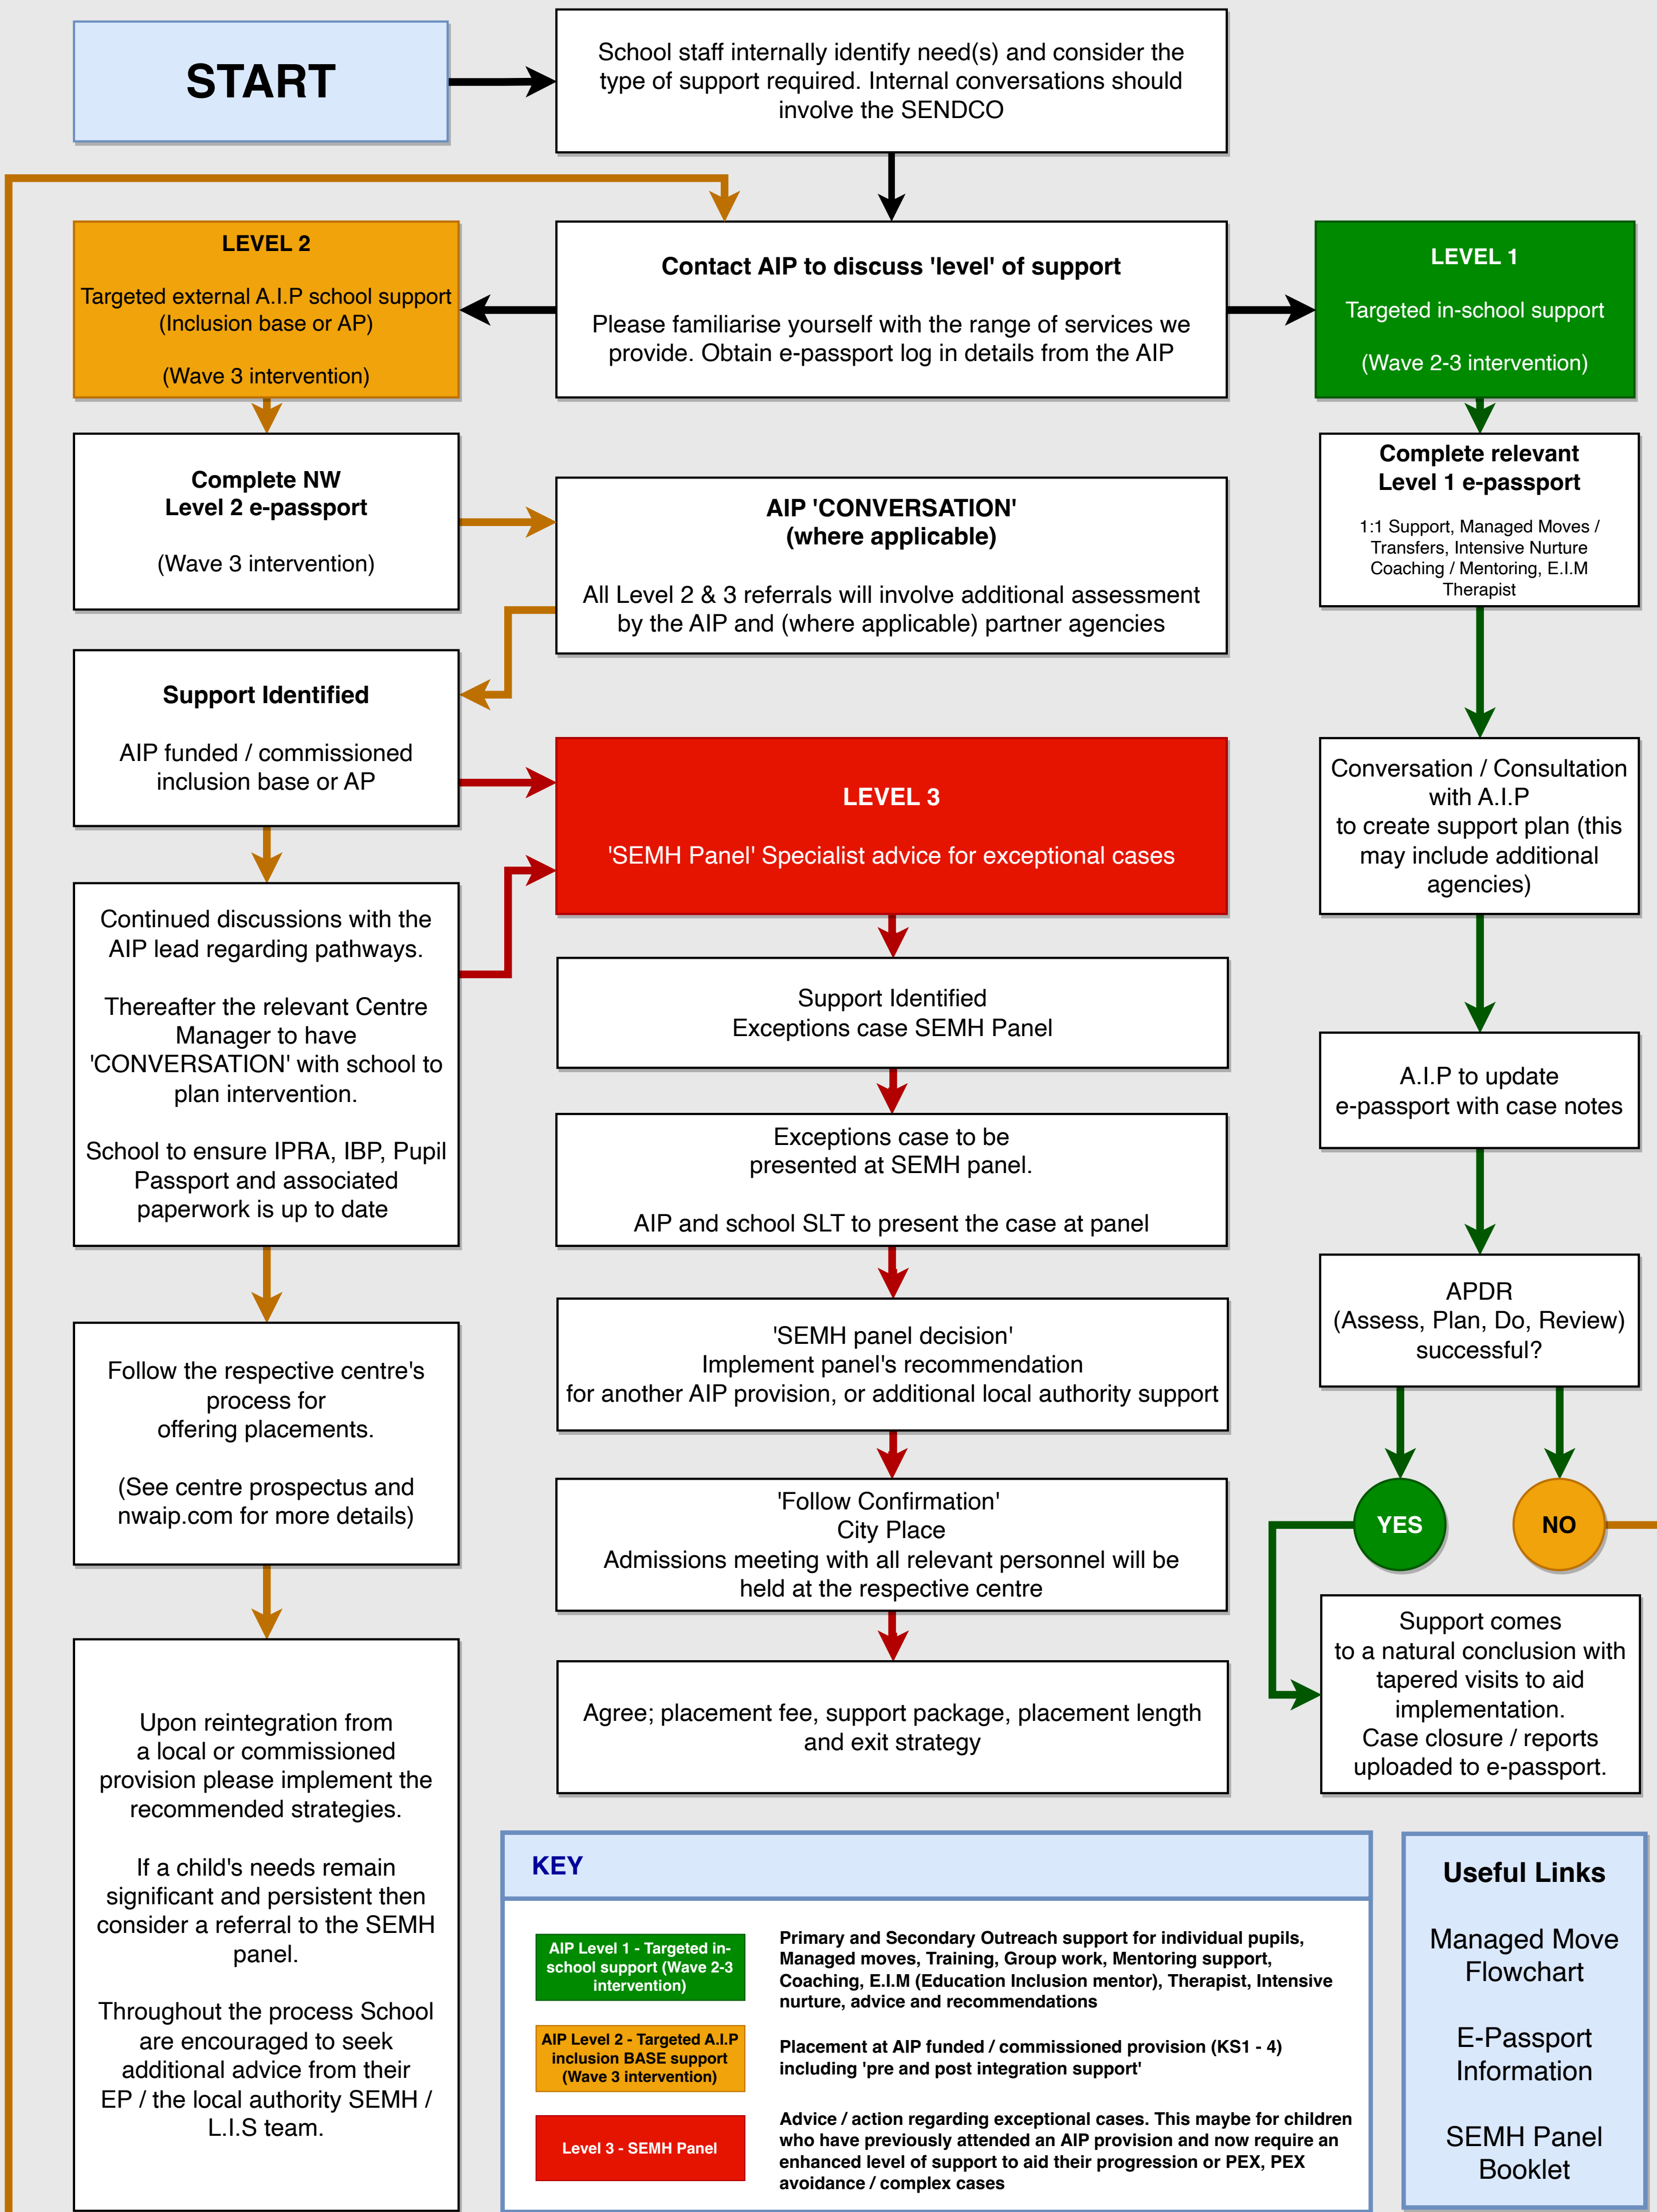 START
School staff internally identify need(s) and consider the
type of support required. Internal conversations should
involve the SENDCO
LEVEL 2
Targeted external A.I.P school support
(Inclusion base or AP)
(Wave 3 intervention)
Contact AIP to discuss 'level' of support
Please familiarise yourself with the range of services we
provide. Obtain e-passport log in details from the AIP
LEVEL 1
Targeted in-school support
(Wave 2-3 intervention)
Complete NW
Level 2 e-passport
(Wave 3 intervention)
AIP 'CONVERSATION'
(where applicable)
All Level 2 & 3 referrals will involve additional assessment
by the AIP and (where applicable) partner agencies
Complete relevant
Level 1 e-passport
1:1 Support, Managed Moves /
Transfers, Intensive Nurture
Coaching / Mentoring, E.I.M
Therapist
Support Identified
AIP funded / commissioned
inclusion base or AP
LEVEL 3
'SEMH Panel' Specialist advice for exceptional cases
Conversation / Consultation
with A.I.P
to create support plan (this
may include additional
agencies)
Continued discussions with the
AIP lead regarding pathways.
Thereafter the relevant Centre
Manager to have
'CONVERSATION' with school to
plan intervention.
School to ensure IPRA, IBP, Pupil
Passport and associated
paperwork is up to date
Support Identified
Exceptions case SEMH Panel
A.I.P to update
e-passport with case notes
Exceptions case to be
presented at SEMH panel.
AIP and school SLT to present the case at panel
APDR
(Assess, Plan, Do, Review)
successful?
Follow the respective centre's
process for
offering placements.
(See centre prospectus and
nwaip.com for more details)
'SEMH panel decision'
Implement panel's recommendation
for another AIP provision, or additional local authority support
'Follow Confirmation'
City Place
Admissions meeting with all relevant personnel will be
held at the respective centre
YES
NO
Support comes
to a natural conclusion with
tapered visits to aid
implementation.
Case closure / reports
uploaded to e-passport.
Upon reintegration from
a local or commissioned
provision please implement the
recommended strategies.
If a child's needs remain
significant and persistent then
consider a referral to the SEMH
panel.
Throughout the process School
are encouraged to seek
additional advice from their
EP / the local authority SEMH /
L.I.S team.
Agree; placement fee, support package, placement length
and exit strategy
KEY
AIP Level 1 - Targeted in-
school support (Wave 2-3
intervention)
Primary and Secondary Outreach support for individual pupils,
Managed moves, Training, Group work, Mentoring support,
Coaching, E.I.M (Education Inclusion mentor), Therapist, Intensive
nurture, advice and recommendations
AIP Level 2 - Targeted A.I.P
inclusion BASE support
(Wave 3 intervention)
Placement at AIP funded / commissioned provision (KS1 - 4)
including 'pre and post integration support'
Level 3 - SEMH Panel
Advice / action regarding exceptional cases. This maybe for children
who have previously attended an AIP provision and now require an
enhanced level of support to aid their progression or PEX, PEX
avoidance / complex cases
Useful Links
Managed Move
Flowchart
E-Passport
Information
SEMH Panel
Booklet